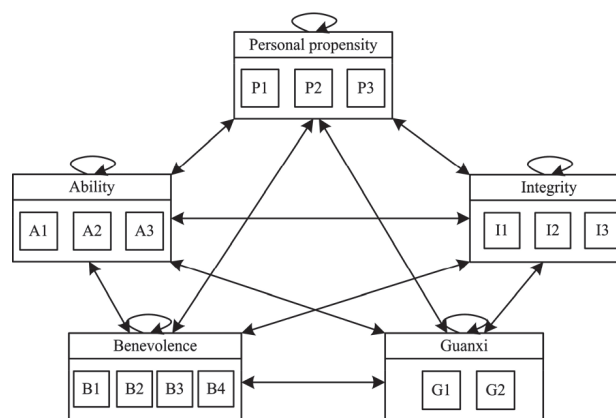 Personal propensity
P1 P2 P3
Ability
A1 A2 A3
Integrity
I1 I2 I3
Benevolence
B1 B2 B3 B4
Guanxi
G1 G2